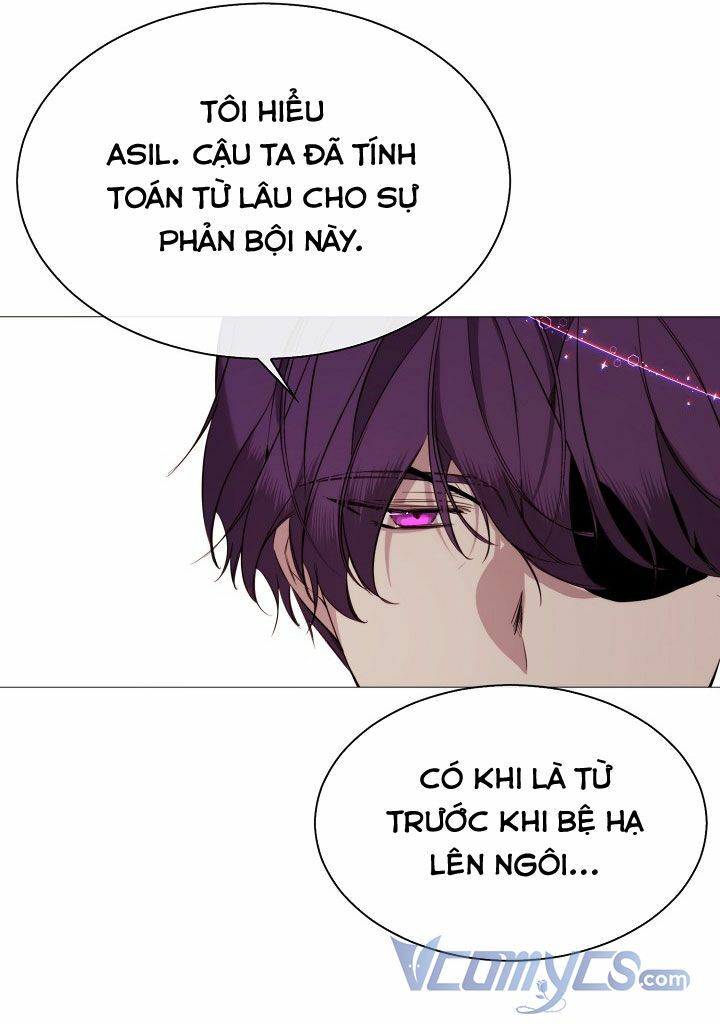 TÔI HIỂU
ASIL. CẬU TA ĐÃ TÍNH
TOÁN TỪ LÂU CHO SỰ
PHẢN BỘI NÀY.
CÓ KHI LÀ TỪ
TRƯỚC KHI BỆ HẠ
LÊN NGÔI...
VCOMYCS.com